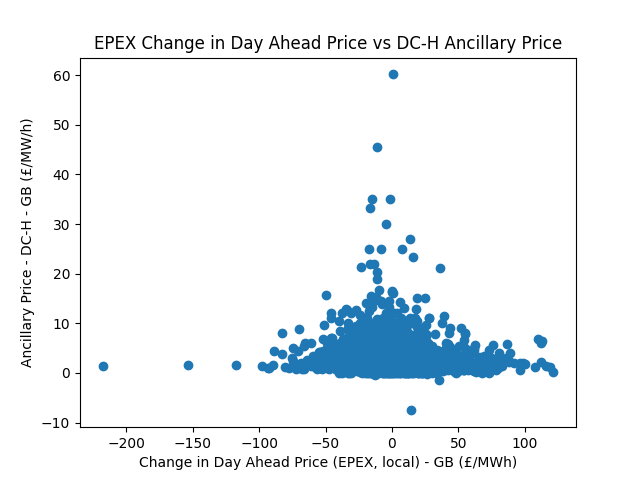 EPEX Change in Day Ahead Price vs DC-H Ancillary Price
60
50
40
30
20
10
0
−10
Ancillary Price - DC-H - GB (£/MW/h)
−200 −150 −100 −50 0 50 100
Change in Day Ahead Price (EPEX, local) - GB (£/MWh)